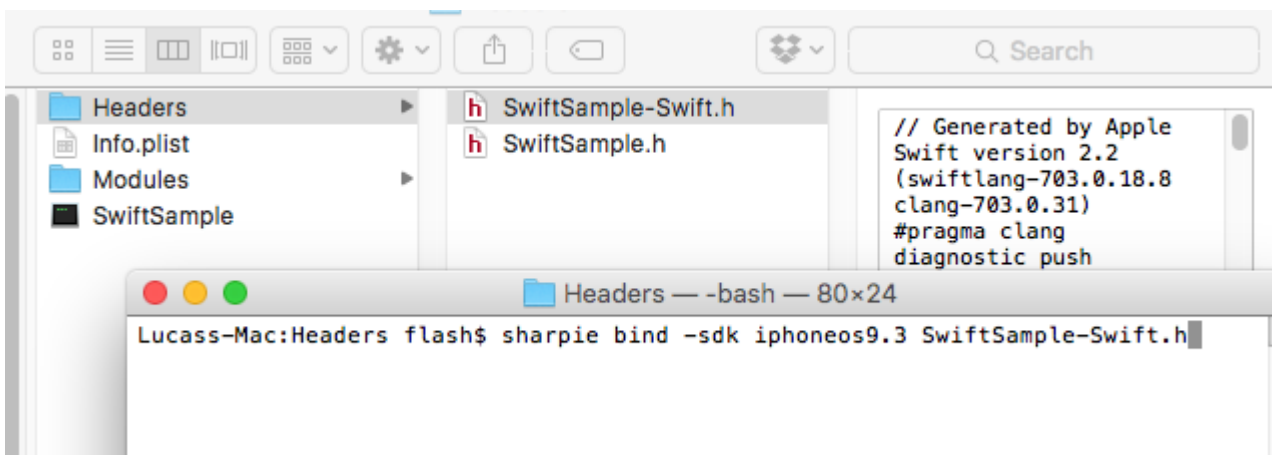 Search
Headers
Info.plist
Modules
SwiftSample
h SwiftSample-Swift.h
h SwiftSample.h
// Generated by Apple
Swift version 2.2
(swiftlang-703.0.18.8
clang-703.0.31)
#pragma clang
diagnostic push
Headers — -bash — 80×24
Lucass-Mac:Headers flash$ sharpie bind -sdk iphoneos9.3 SwiftSample-Swift.h